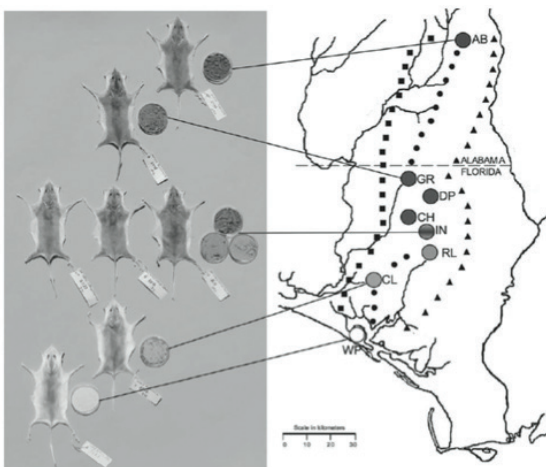 AB
ALABAMA
FLORIDA
GR
DP
CH
IN
RL
CL
WP
Scale in kilometers
0 10 20 30